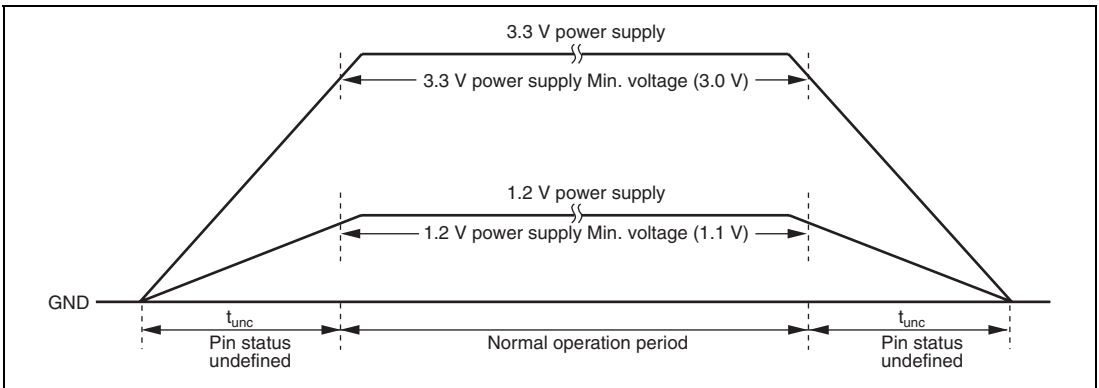 3.3 V power supply
3.3 V power supply Min. voltage (3.0 V)
1.2 V power supply
1.2 V power supply Min. voltage (1.1 V)
GND
tunc
Pin status
undefined
Normal operation period
tunc
Pin status
undefined